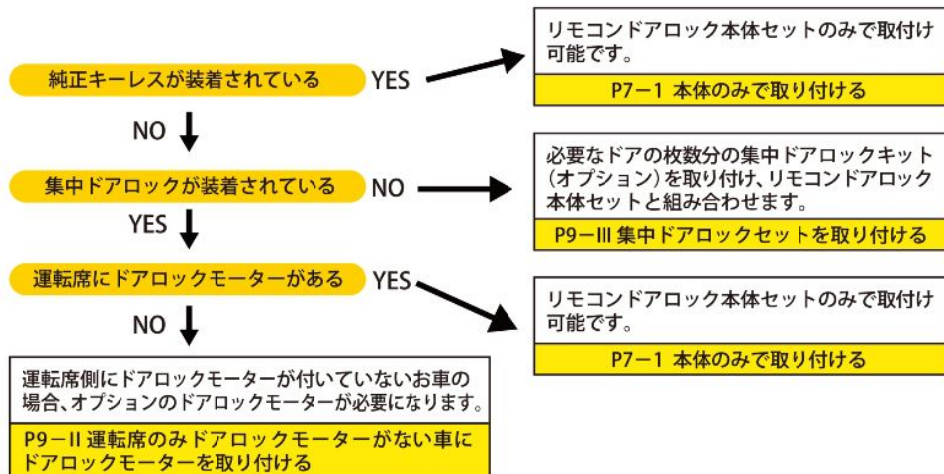 純正キーレスが装着されている
YES
リモコンドアロック本体セットのみで取付け
可能です。
P7－1 本体のみで取り付ける
NO
集中ドアロックが装着されている
NO
必要なドアの枚数分の集中ドアロックキット
（オプション）を取り付け、リモコンドアロック
本体セットと組み合わせます。
P9－III 集中ドアロックセットを取り付ける
YES
運転席にドアロックモーターがある
YES
リモコンドアロック本体セットのみで取付け
可能です。
P7－1 本体のみで取り付ける
NO
運転席側にドアロックモーターが付いていないお車の
場合、オプションのドアロックモーターが必要になります。
P9－II 運転席のみドアロックモーターがない車に
ドアロックモーターを取り付ける